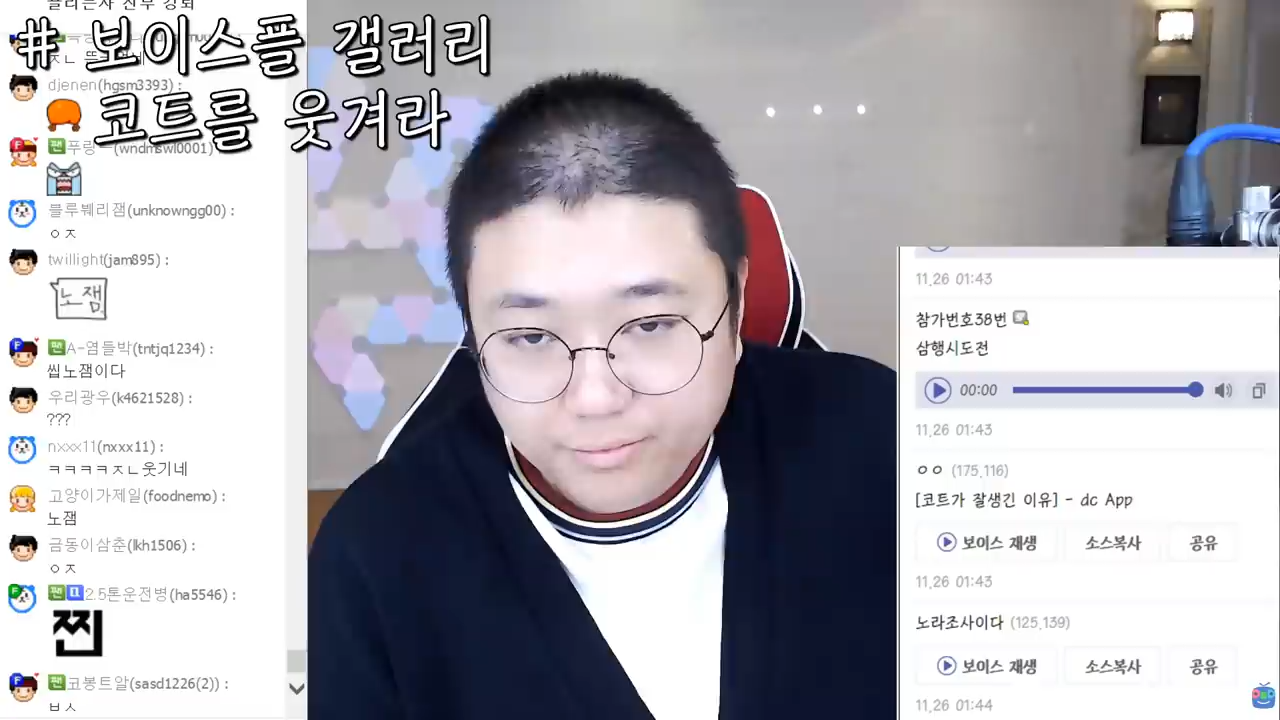 # 보이스플 갤러리
코트를 웃겨라
djenen(hgsm3393) :
푸랑ㅡ(wndmswl0001)
블루붸리잼(unknowngg00) :
ㅇㅈ
twillight(jam895) :
노잼
팬A-염들박(tntjq1234) :
씹노잼이다
우리광우(k4621528) :
???
nxxx11(nxxx11) :
ㅋㅋㅋㅋㅈㄴ웃기네
고양이가제일(foodnemo) :
노잼
금동이삼춘(lkh1506) :
ㅇㅈ
팬2.5톤운전병(ha5546) :
찐
팬코봉트알(sasd1226(2)) :
ㅂㅅ
11.26 01:43
참가번호38번
삼행시도전
00:00
11.26 01:43
ㅇㅇ (175.116)
[코트가 잘생긴 이유] - dc App
보이스 재생 소스복사 공유
11.26 01:43
노라조사이다 (125.139)
보이스 재생 소스복사 공유
11.26 01:44